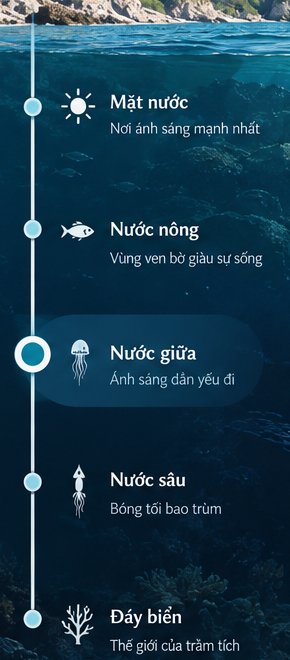 Mặt nước
Nơi ánh sáng mạnh nhất
Nước nông
Vùng ven bờ giàu sự sống
Nước giữa
Ánh sáng dần yếu đi
Nước sâu
Bóng tối bao trùm
Đáy biển
Thế giới của trầm tích